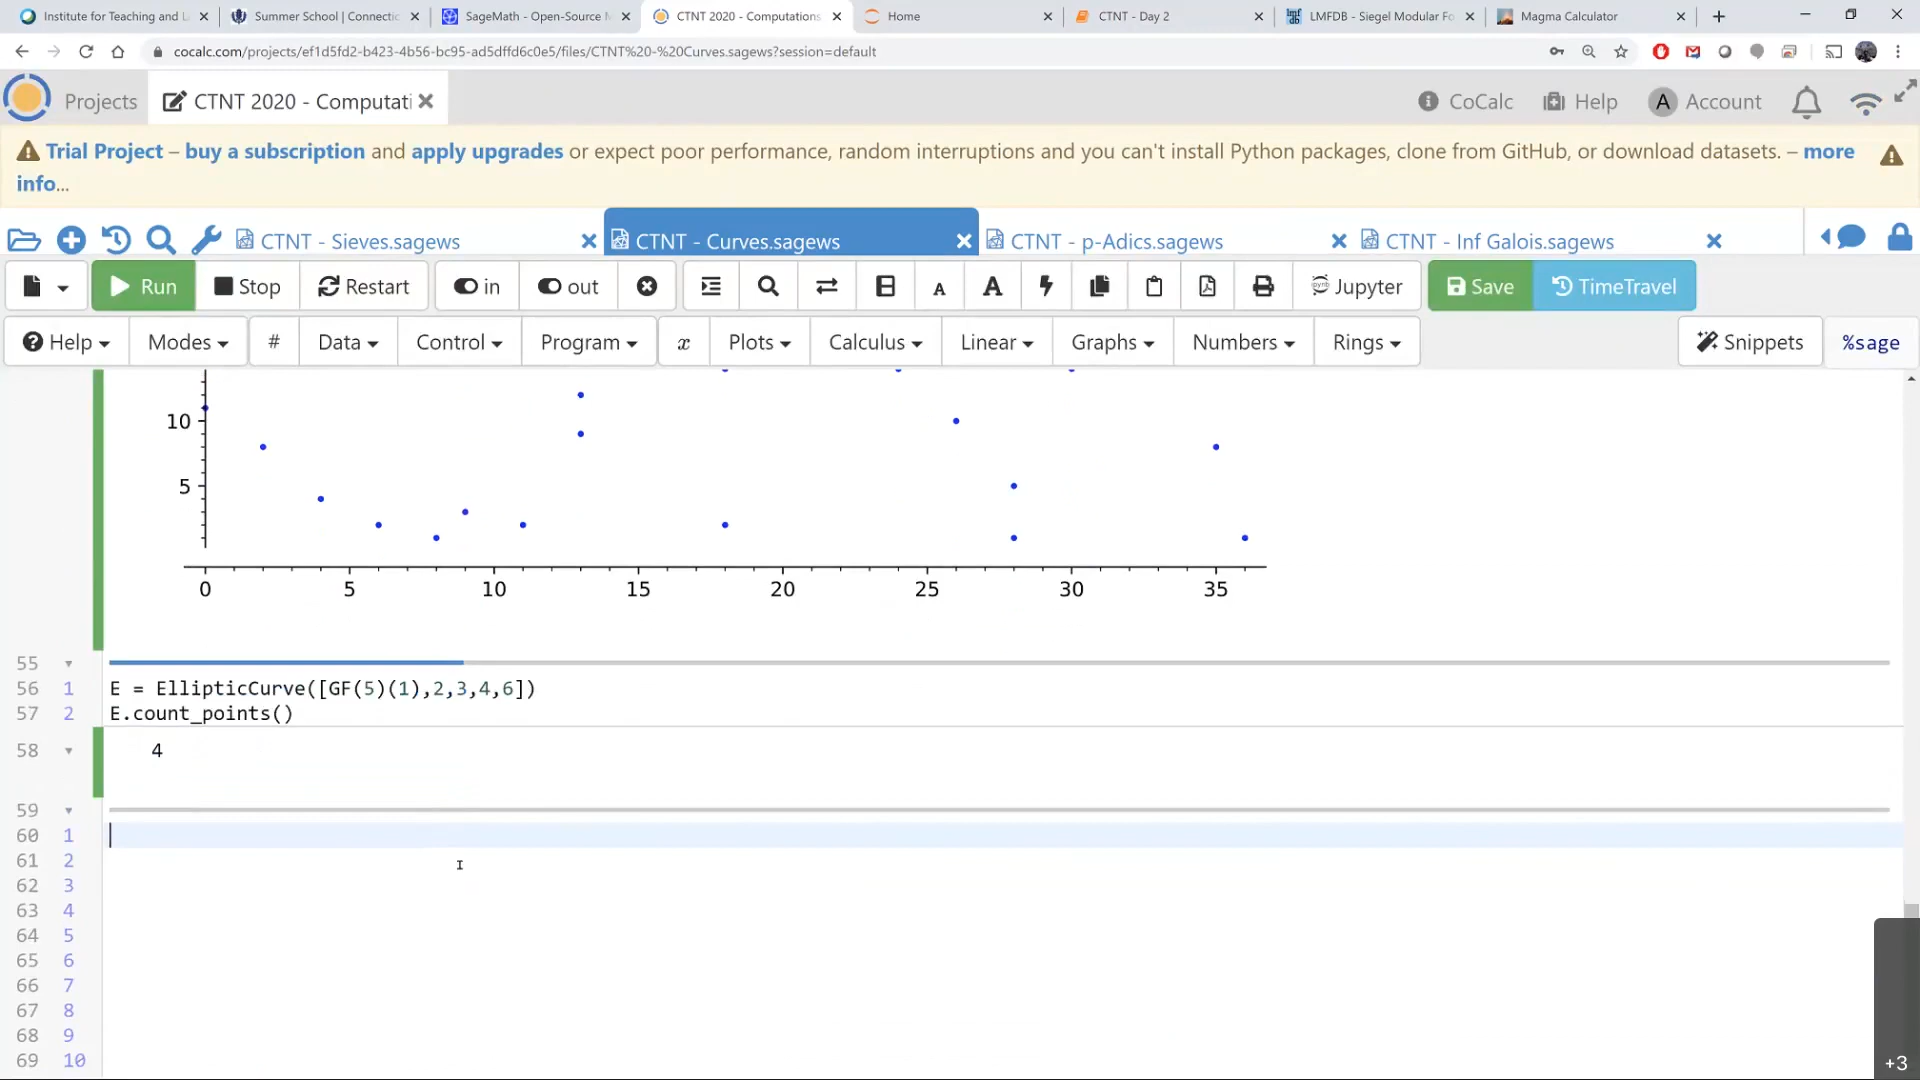 Institute for Teaching and L
Summer School | Connectic
SageMath - Open-Source M
CTNT 2020 - Computations
Home
CTNT - Day 2
LMFDB - Siegel Modular Fo
Magma Calculator
cocalc.com/projects/ef1d5fd2-b423-4b56-bc95-ad5dffd6c0e5/files/CTNT%20-%20Curves.sagews?session=default
Projects
CTNT 2020 - Computati
CoCalc
Help
A Account
Trial Project – buy a subscription and apply upgrades or expect poor performance, random interruptions and you can't install Python packages, clone from GitHub, or download datasets. – more
info...
CTNT - Sieves.sagews
CTNT - Curves.sagews
CTNT - p-Adics.sagews
CTNT - Inf Galois.sagews
Run
Stop
Restart
in
out
A
A
Jupyter
Save
TimeTravel
Help
Modes
#
Data
Control
Program
x
Plots
Calculus
Linear
Graphs
Numbers
Rings
Snippets
%sage
10
5
0 5 10 15 20 25 30 35
55
56 1 E = EllipticCurve([GF(5)(1),2,3,4,6])
57 2 E.count_points()
58 4
59
60 1
61 2
62 3
63 4
64 5
65 6
66 7
67 8
68 9
69 10
+3